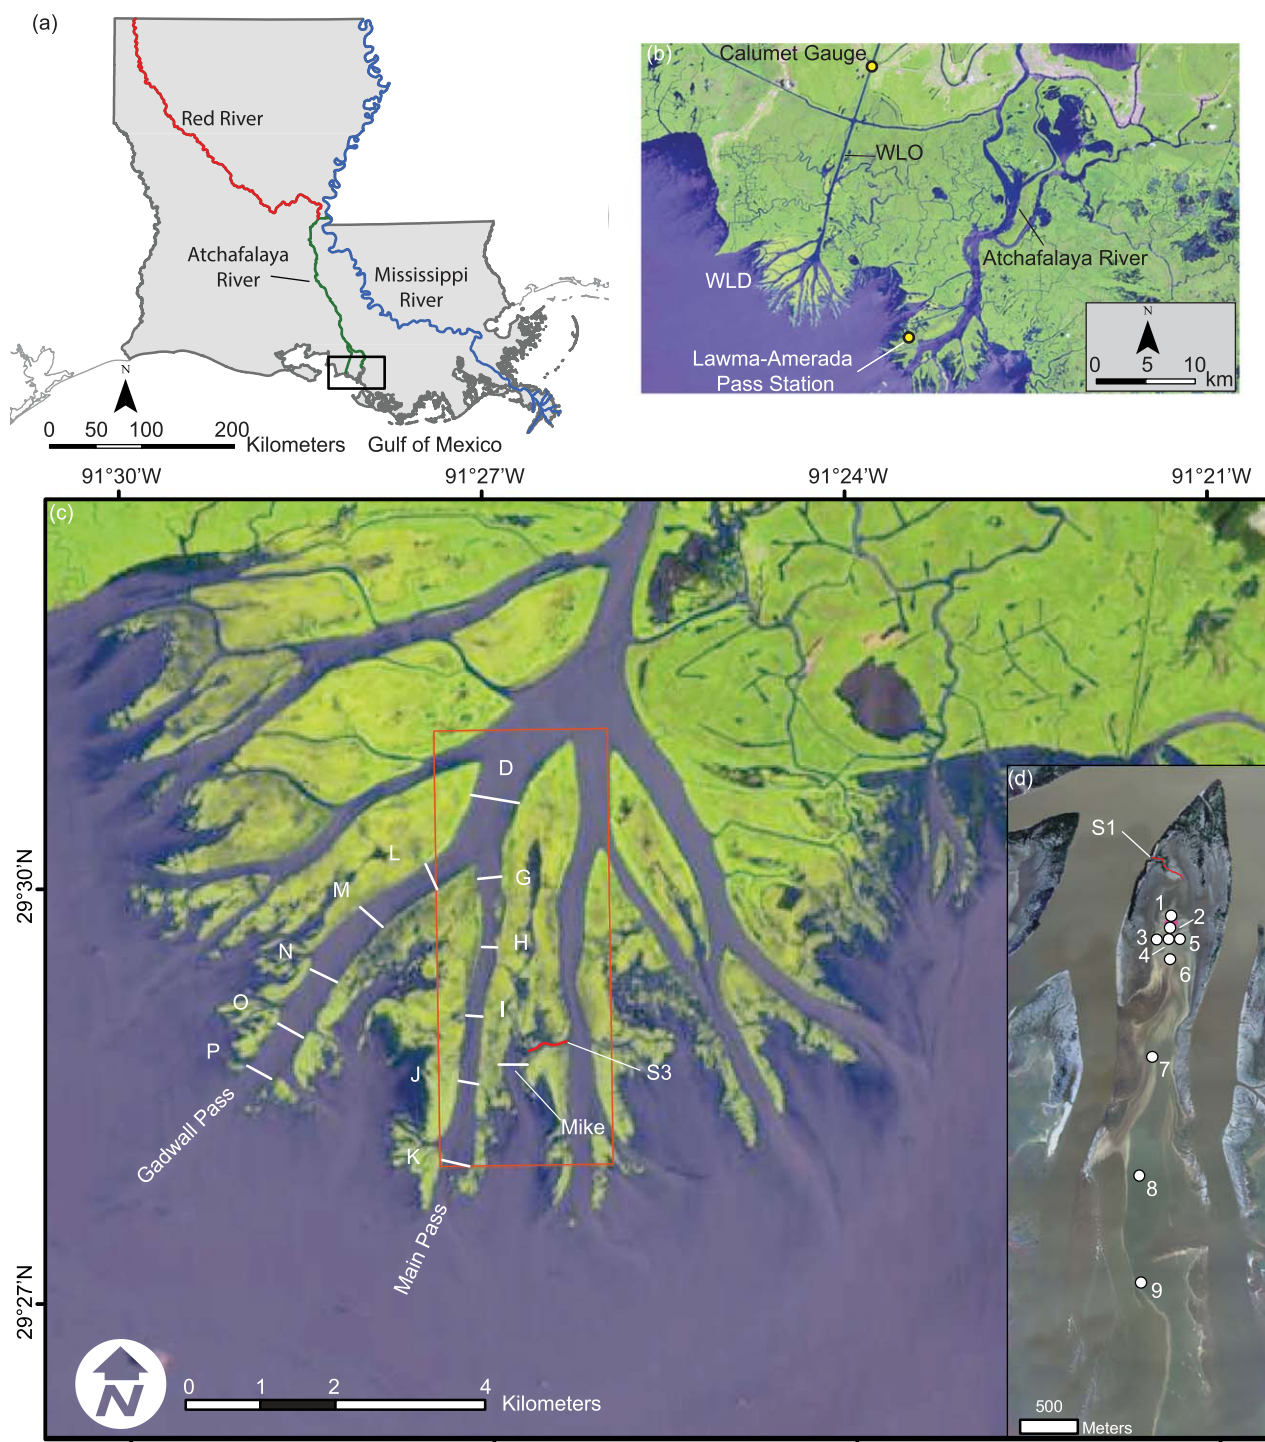 (a)
Red River
Atchafalaya
River
Mississippi
River
N
0 50 100 200
Kilometers
Gulf of Mexico
(b)
Calumet Gauge
WLO
Atchafalaya River
WLD
Lawma-Amerada
Pass Station
N
0 5 10
km
91°30'W 91°27'W 91°24'W 91°21'W
(c)
D
L
G
M
H
N
I
O
P
J
S3
Mike
K
Gadwall Pass
Main Pass
29°30'N
29°27'N
N
0 1 2 4
Kilometers
(d)
S1
1
2
3
4
5
6
7
8
9
500
Meters